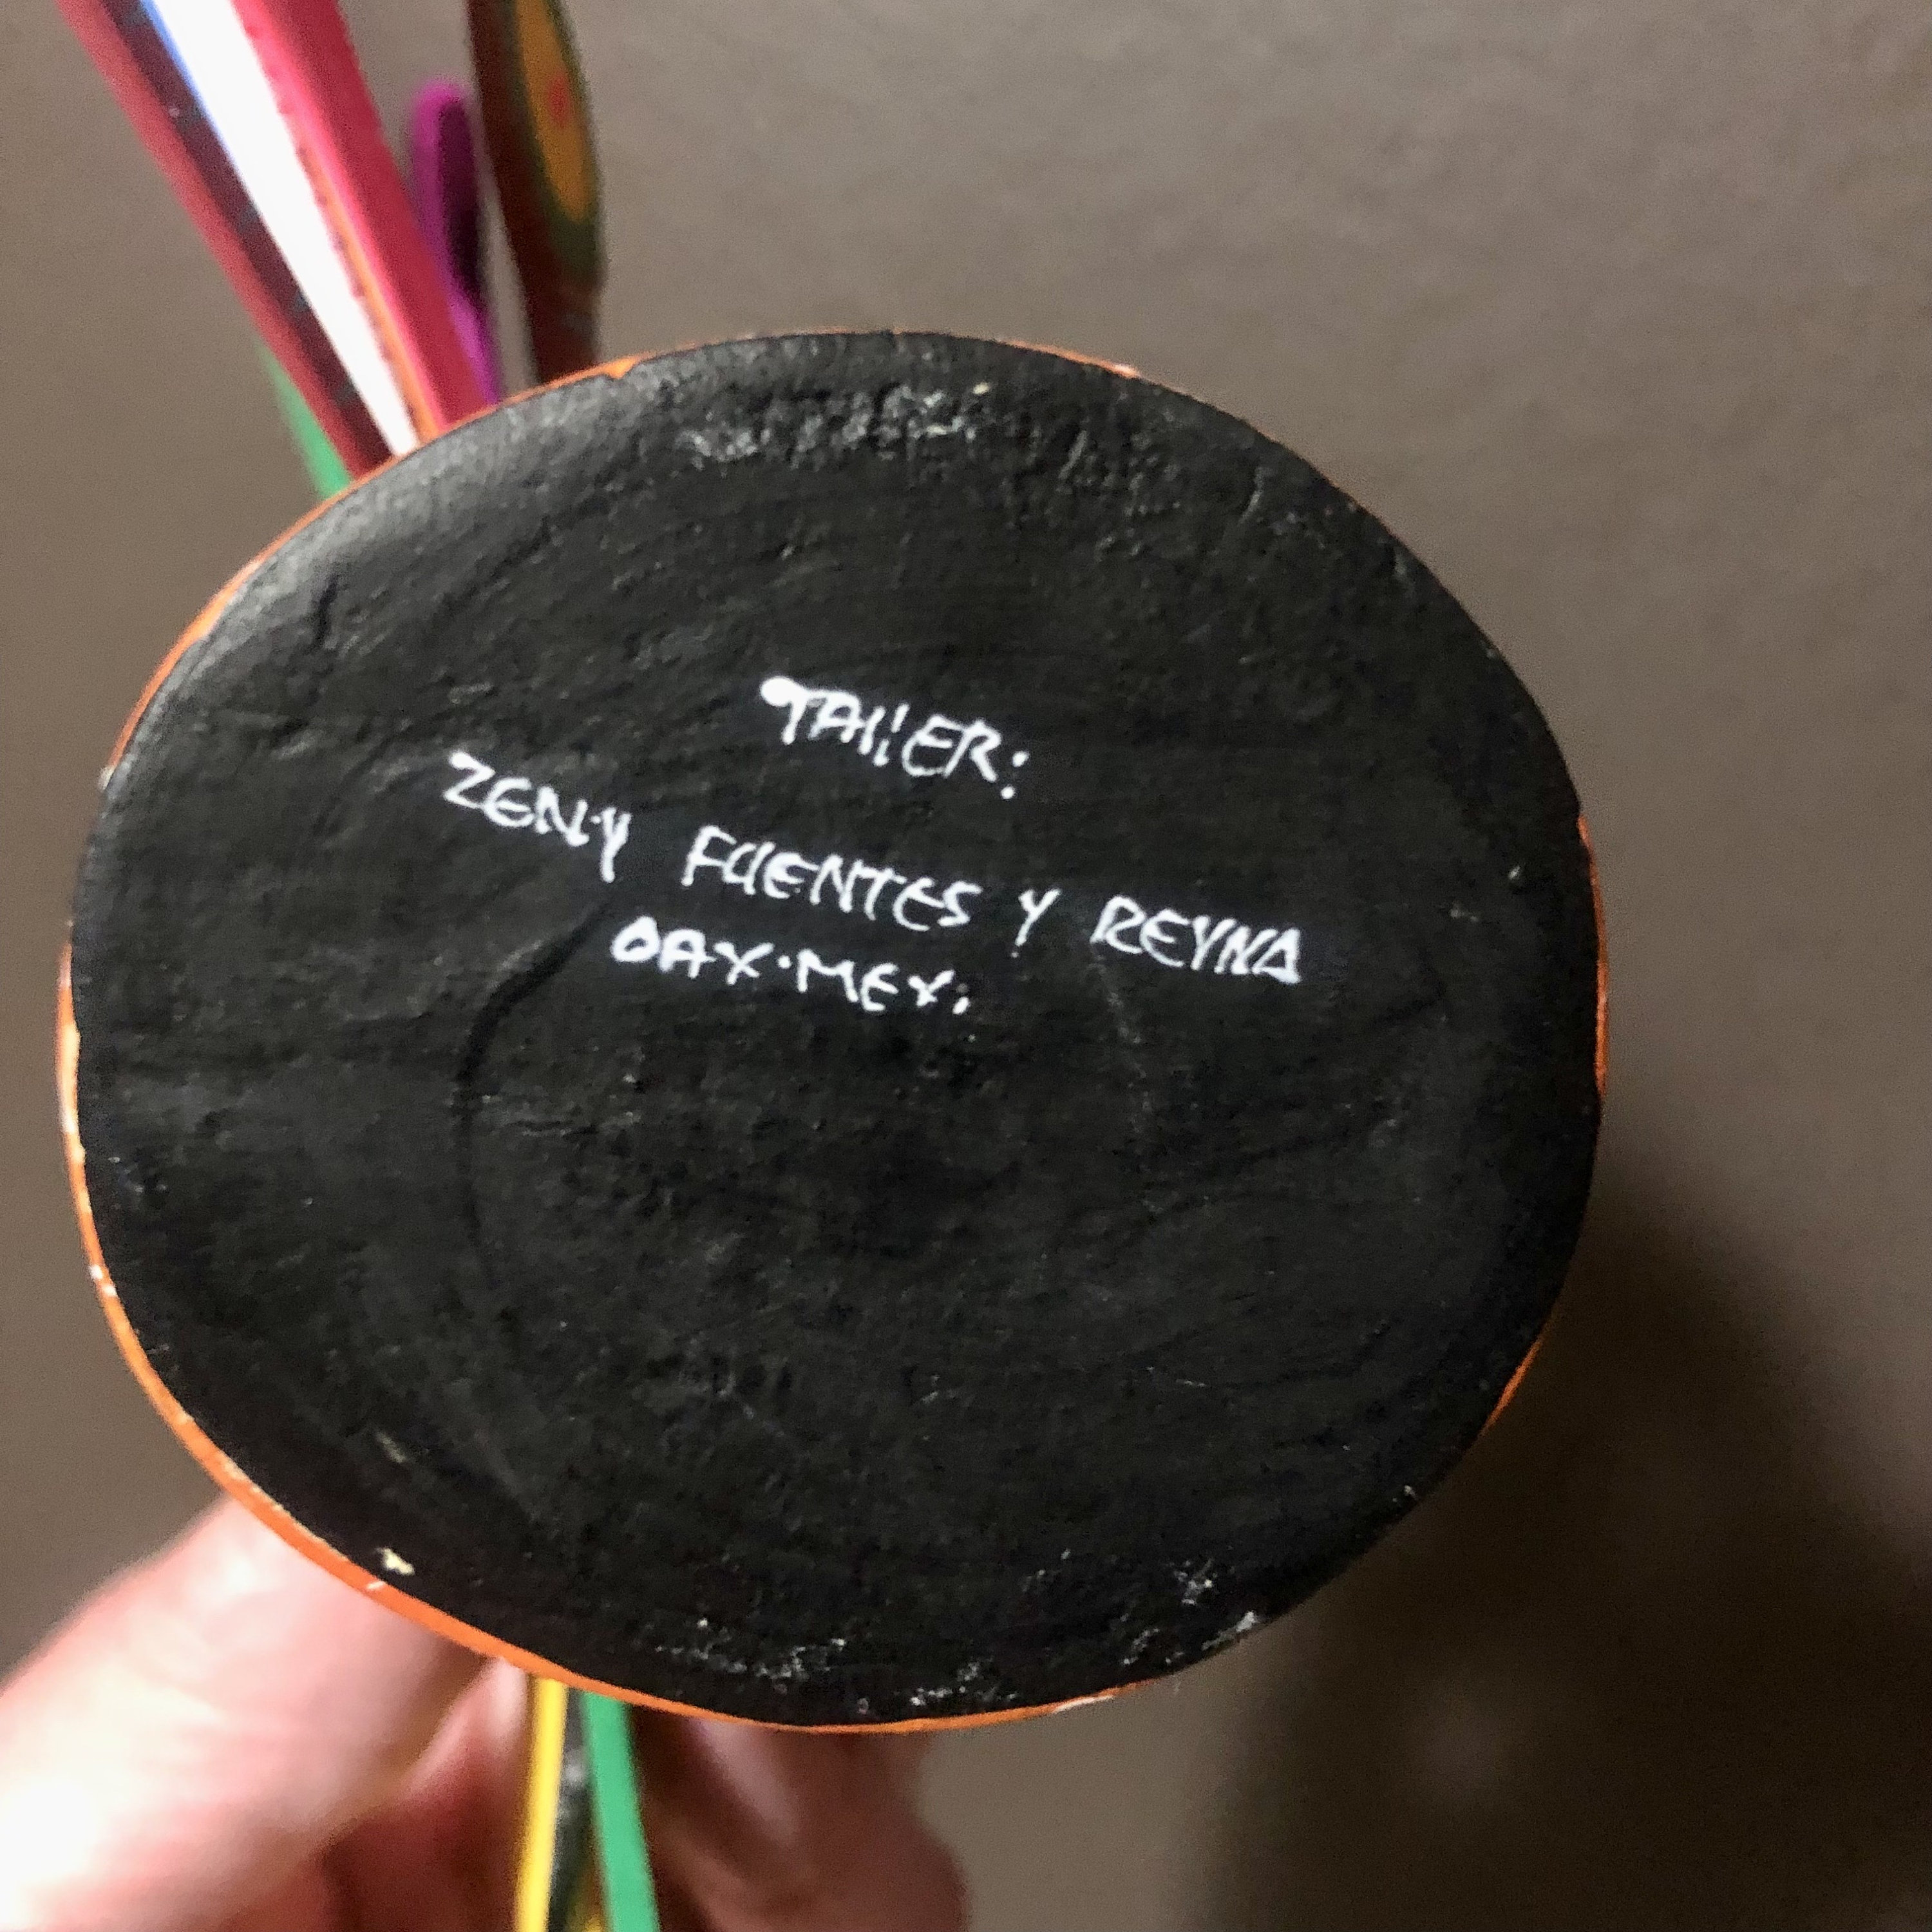 TALLER:
ZENY FUENTES Y REYNA
OAX·MEX: